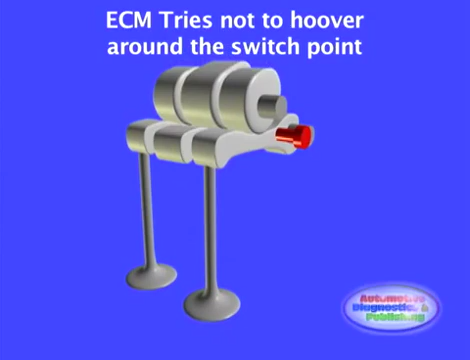 ECM Tries not to hoover
around the switch point
Automotive
Diagnostic &
Publishing